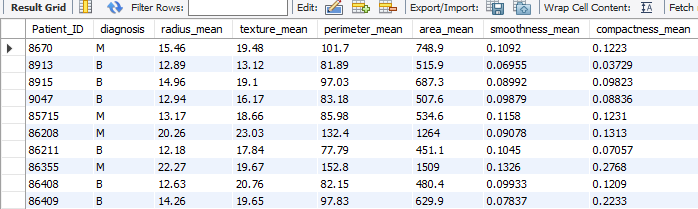 Result Grid Filter Rows: Edit: Export/Import: Wrap Cell Content: Fetch
Patient_ID diagnosis radius_mean texture_mean perimeter_mean area_mean smoothness_mean compactness_mean
8670 M 15.46 19.48 101.7 748.9 0.1092 0.1223
8913 B 12.89 13.12 81.89 515.9 0.06955 0.03729
8915 B 14.96 19.1 97.03 687.3 0.08992 0.09823
9047 B 12.94 16.17 83.18 507.6 0.09879 0.08836
85715 M 13.17 18.66 85.98 534.6 0.1158 0.1231
86208 M 20.26 23.03 132.4 1264 0.09078 0.1313
86211 B 12.18 17.84 77.79 451.1 0.1045 0.07057
86355 M 22.27 19.67 152.8 1509 0.1326 0.2768
86408 B 12.63 20.76 82.15 480.4 0.09933 0.1209
86409 B 14.26 19.65 97.83 629.9 0.07837 0.2233